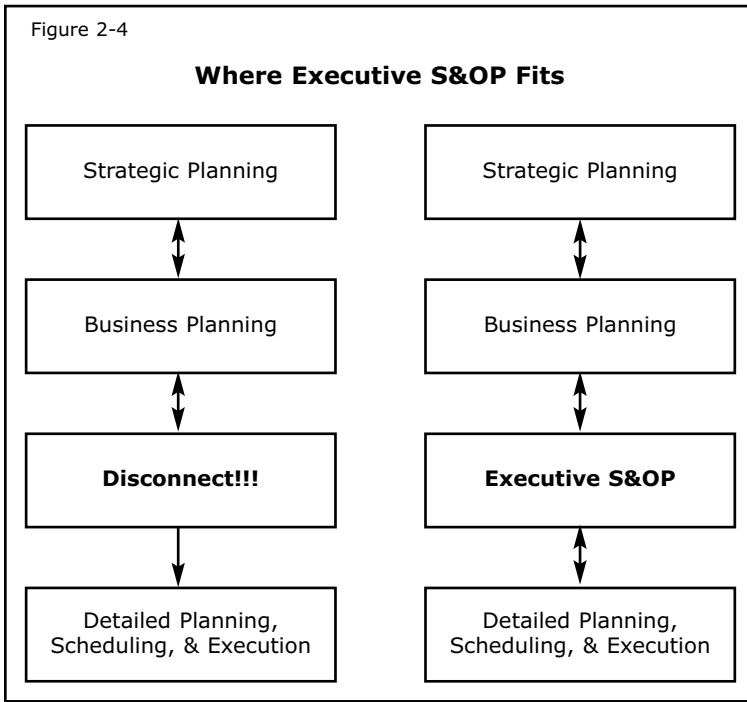 Figure 2-4
Where Executive S&OP Fits
Strategic Planning
Business Planning
Disconnect!!!
Detailed Planning,
Scheduling, & Execution
Strategic Planning
Business Planning
Executive S&OP
Detailed Planning,
Scheduling, & Execution